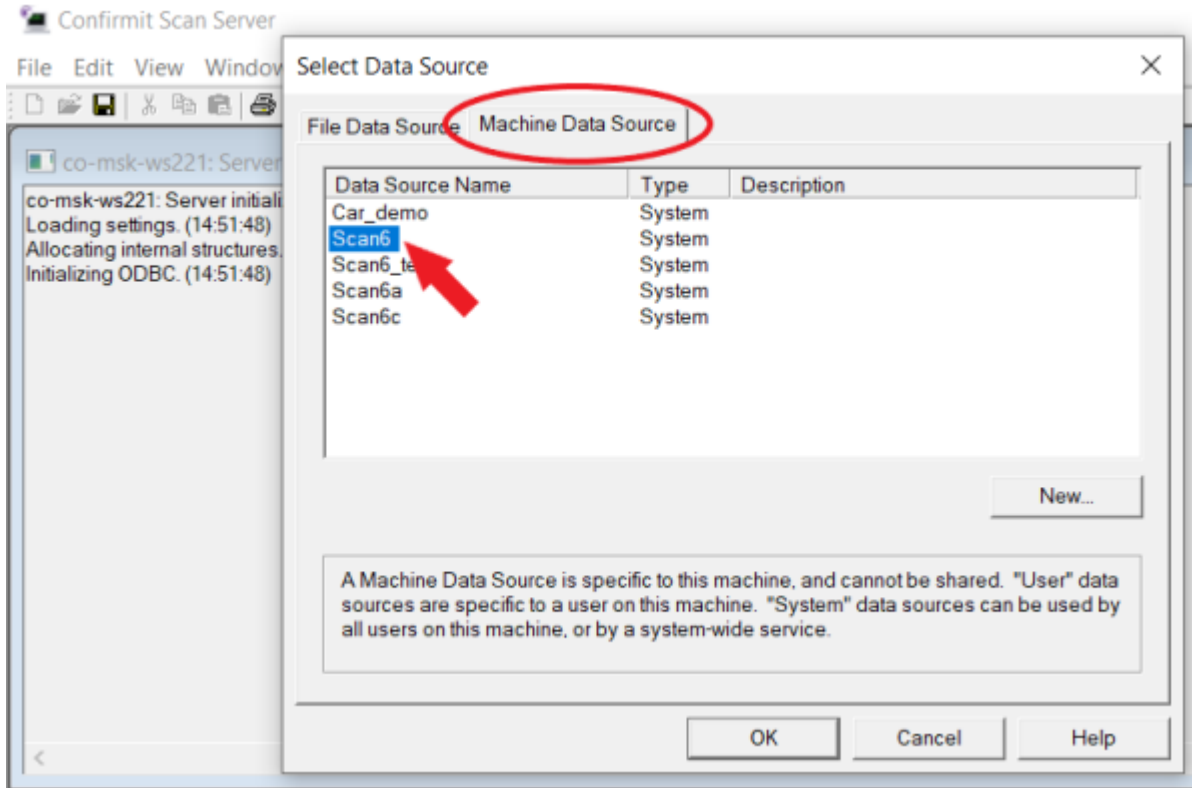 Confirmit Scan Server
File Edit View Window
Select Data Source
File Data Source Machine Data Source
co-msk-ws221: Server
co-msk-ws221: Server initiali
Loading settings. (14:51:48)
Allocating internal structures.
Initializing ODBC. (14:51:48)
Data Source Name Type Description
Car_demo System
Scan6 System
Scan6_te System
Scan6a System
Scan6c System
New...
A Machine Data Source is specific to this machine, and cannot be shared. "User" data
sources are specific to a user on this machine. "System" data sources can be used by
all users on this machine, or by a system-wide service.
OK Cancel Help